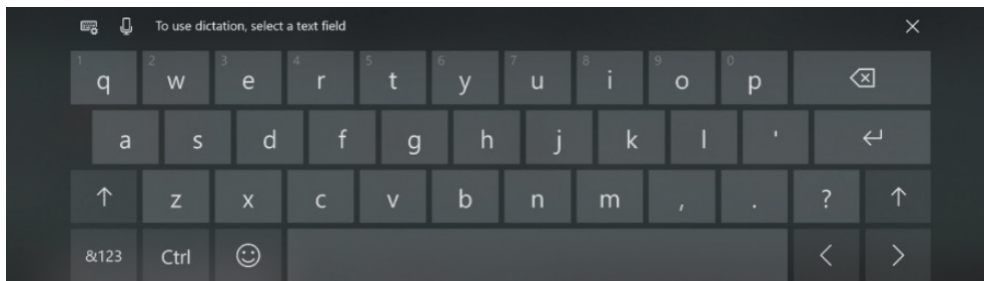 To use dictation, select a text field
1 q 2 w 3 e 4 r 5 t 6 y 7 u 8 i 9 o 0 p
a s d f g h j k l '
z x c v b n m , . ?
&123 Ctrl